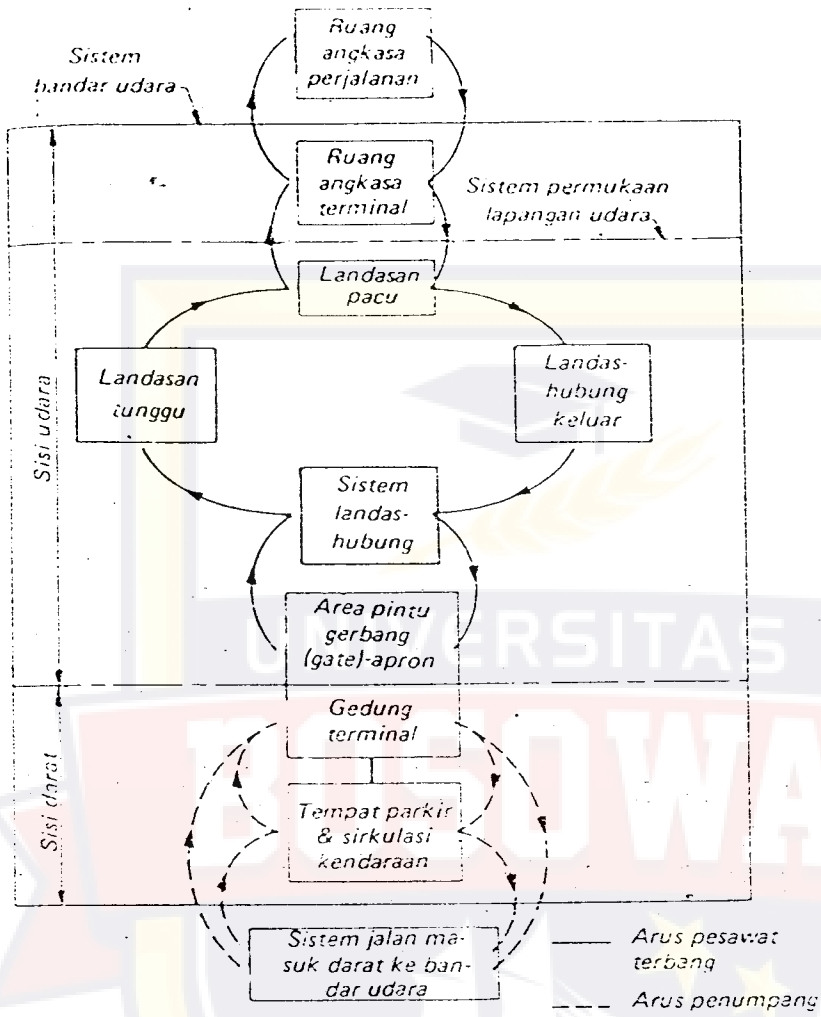 Ruang
angkasa
perjalanan
Sistem
bandar udara
Ruang
angkasa
terminal
Sistem permukaan
lapangan udara
Landasan
pacu
Landasan
tunggu
Landas-
hubung
keluar
Sisi udara
Sistem
landas-
hubung
Area pintu
gerbang
(gate)-apron
UNIVERSITAS
Gedung
terminal
BOSOWA
Sisi darat
Tempat parkir
& sirkulasi
kendaraan
Sistem jalan ma-
suk darat ke ban-
dar udara
Arus pesawat
terbang
Arus penumpang